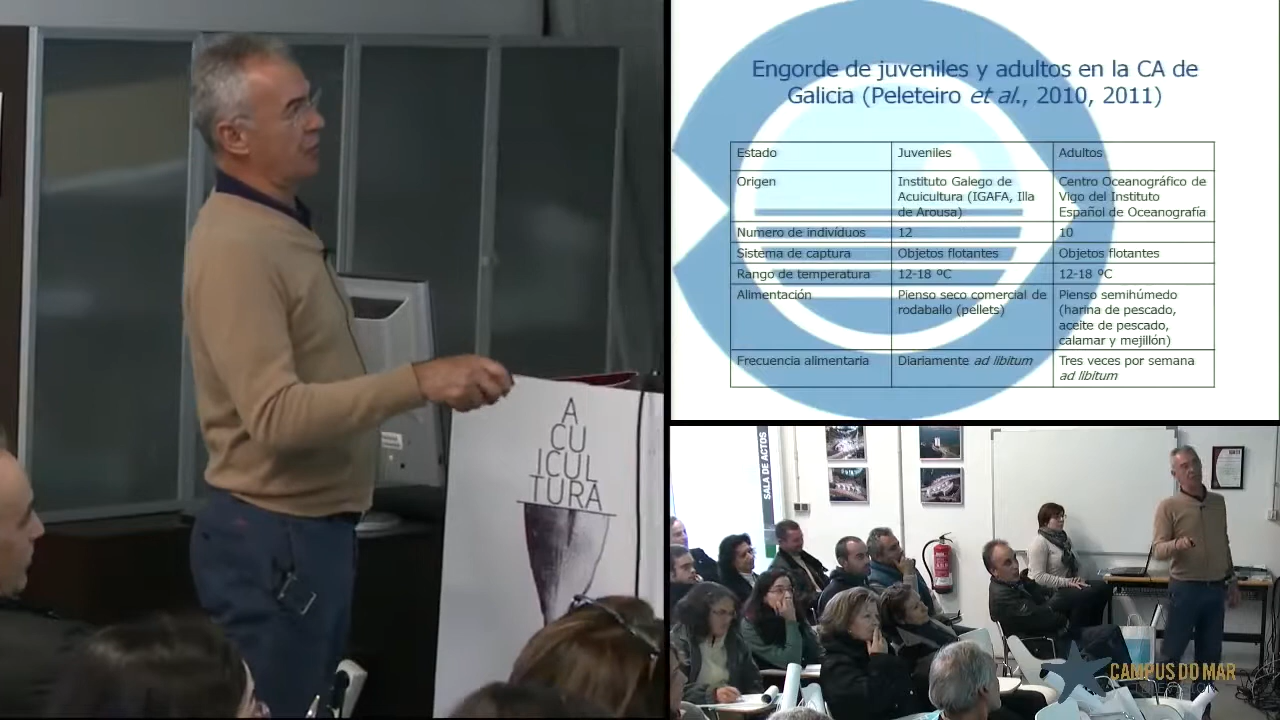 Engorde de juveniles y adultos en la CA de
Galicia (Peleteiro et al., 2010, 2011)
Estado Juveniles Adultos
Origen Instituto Galego de Acuicultura (IGAFA, Illa de Arousa) Centro Oceanográfico de Vigo del Instituto Español de Oceanografía
Numero de indivíduos 12 10
Sistema de captura Objetos flotantes Objetos flotantes
Rango de temperatura 12-18 ºC 12-18 ºC
Alimentación Pienso seco comercial de rodaballo (pellets) Pienso semihúmedo (harina de pescado, aceite de pescado, calamar y mejillón)
Frecuencia alimentaria Diariamente ad libitum Tres veces por semana ad libitum
A
CU
ICUL
TURA
SALA DE ACTOS
CAMPUS DO MAR